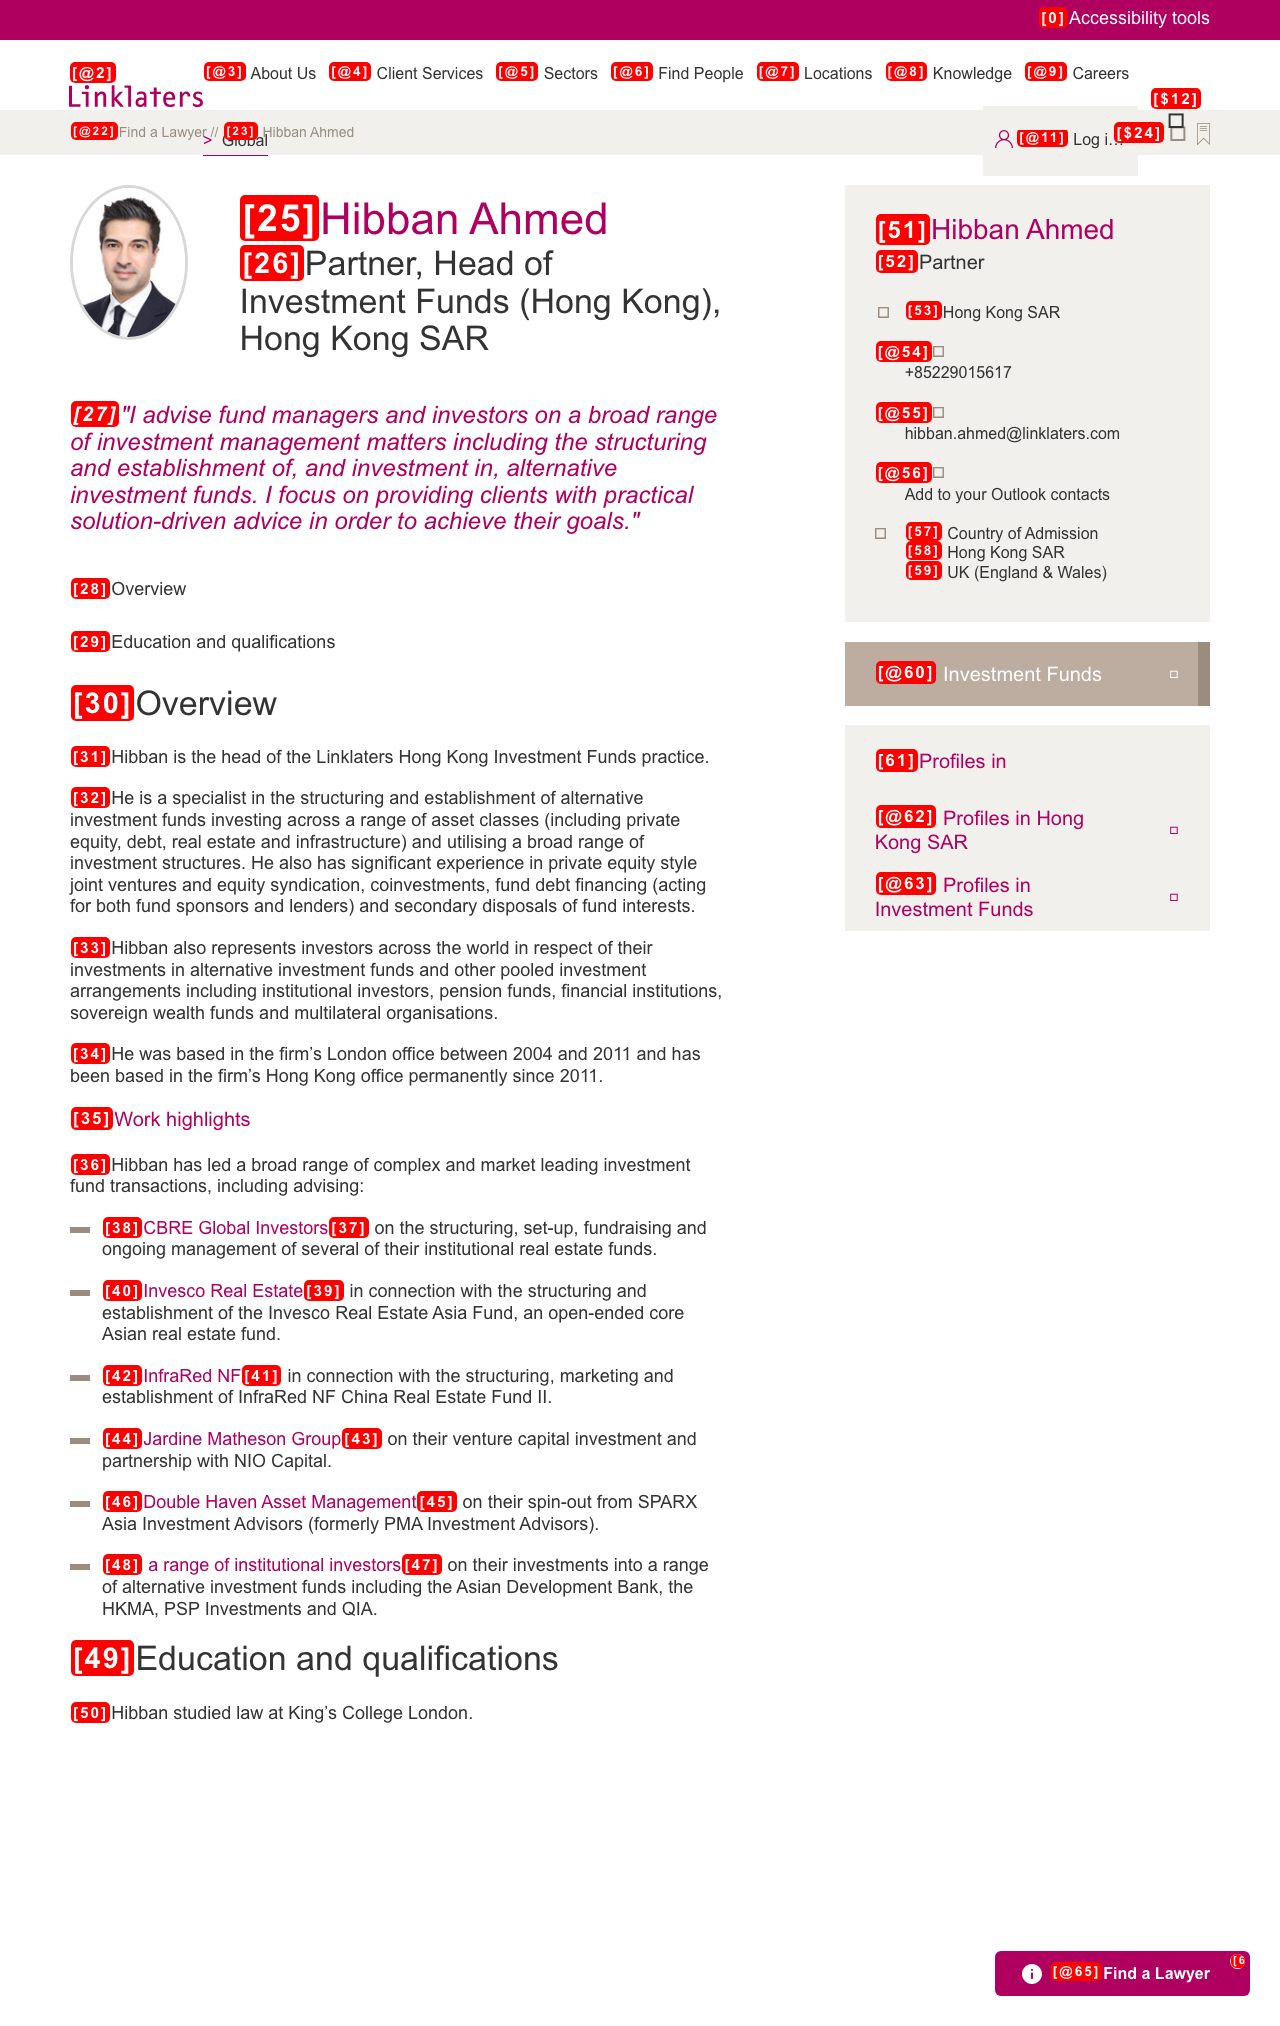 [0] Accessibility tools
[@2] Linklaters
[@3] About Us [@4] Client Services [@5] Sectors [@6] Find People [@7] Locations [@8] Knowledge [@9] Careers
[$12]
[@22] Find a Lawyer // [23] Hibban Ahmed
> Global
[@11] Log i... [$24]
[25]Hibban Ahmed
[26]Partner, Head of
Investment Funds (Hong Kong),
Hong Kong SAR
[27]"I advise fund managers and investors on a broad range
of investment management matters including the structuring
and establishment of, and investment in, alternative
investment funds. I focus on providing clients with practical
solution-driven advice in order to achieve their goals."
[28]Overview
[29]Education and qualifications
[30]Overview
[31]Hibban is the head of the Linklaters Hong Kong Investment Funds practice.
[32]He is a specialist in the structuring and establishment of alternative
investment funds investing across a range of asset classes (including private
equity, debt, real estate and infrastructure) and utilising a broad range of
investment structures. He also has significant experience in private equity style
joint ventures and equity syndication, coinvestments, fund debt financing (acting
for both fund sponsors and lenders) and secondary disposals of fund interests.
[33]Hibban also represents investors across the world in respect of their
investments in alternative investment funds and other pooled investment
arrangements including institutional investors, pension funds, financial institutions,
sovereign wealth funds and multilateral organisations.
[34]He was based in the firm’s London office between 2004 and 2011 and has
been based in the firm’s Hong Kong office permanently since 2011.
[35]Work highlights
[36]Hibban has led a broad range of complex and market leading investment
fund transactions, including advising:
[38]CBRE Global Investors[37] on the structuring, set-up, fundraising and
ongoing management of several of their institutional real estate funds.
[40]Invesco Real Estate[39] in connection with the structuring and
establishment of the Invesco Real Estate Asia Fund, an open-ended core
Asian real estate fund.
[42]InfraRed NF[41] in connection with the structuring, marketing and
establishment of InfraRed NF China Real Estate Fund II.
[44]Jardine Matheson Group[43] on their venture capital investment and
partnership with NIO Capital.
[46]Double Haven Asset Management[45] on their spin-out from SPARX
Asia Investment Advisors (formerly PMA Investment Advisors).
[48] a range of institutional investors[47] on their investments into a range
of alternative investment funds including the Asian Development Bank, the
HKMA, PSP Investments and QIA.
[49]Education and qualifications
[50]Hibban studied law at King’s College London.
[51]Hibban Ahmed
[52]Partner
[53]Hong Kong SAR
[@54]
+85229015617
[@55]
hibban.ahmed@linklaters.com
[@56]
Add to your Outlook contacts
[57] Country of Admission
[58] Hong Kong SAR
[59] UK (England & Wales)
[@60] Investment Funds
[61]Profiles in
[@62] Profiles in Hong
Kong SAR
[@63] Profiles in
Investment Funds
[@65] Find a Lawyer